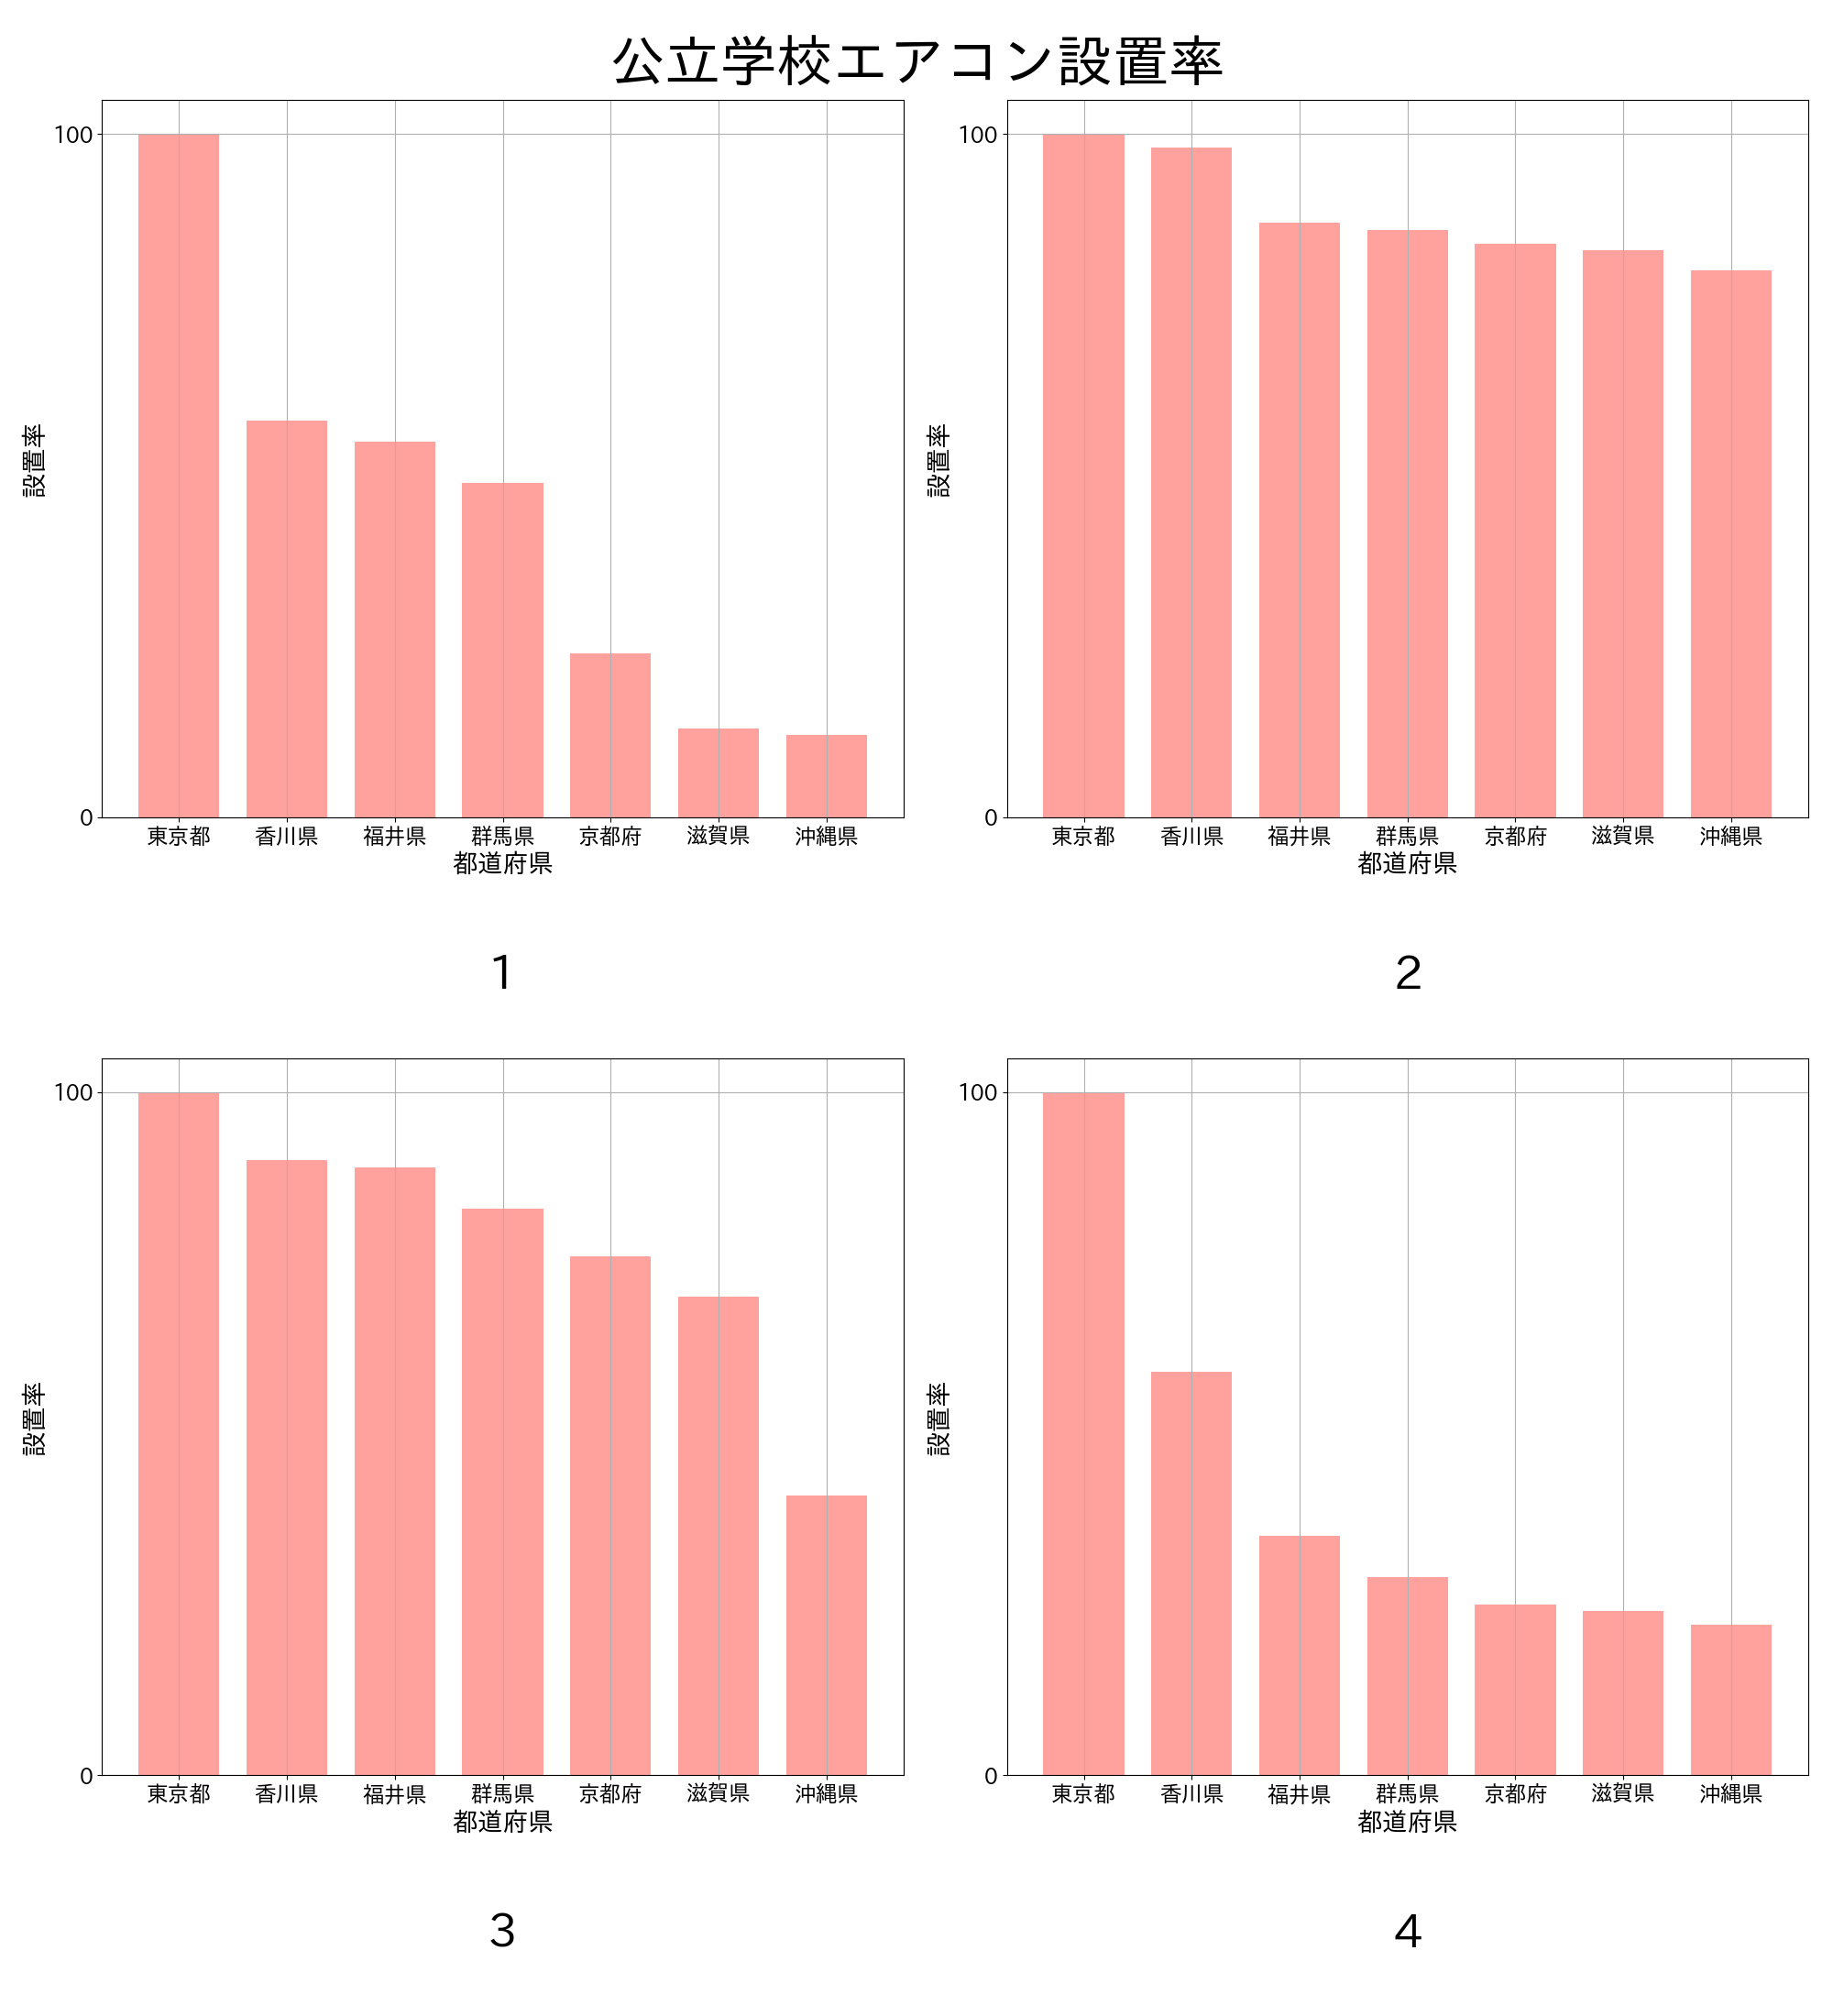 公立学校エアコン設置率
100
0
設置率
東京都 香川県 福井県 群馬県 京都府 滋賀県 沖縄県
都道府県
1
100
0
設置率
東京都 香川県 福井県 群馬県 京都府 滋賀県 沖縄県
都道府県
2
100
0
設置率
東京都 香川県 福井県 群馬県 京都府 滋賀県 沖縄県
都道府県
3
100
0
設置率
東京都 香川県 福井県 群馬県 京都府 滋賀県 沖縄県
都道府県
4